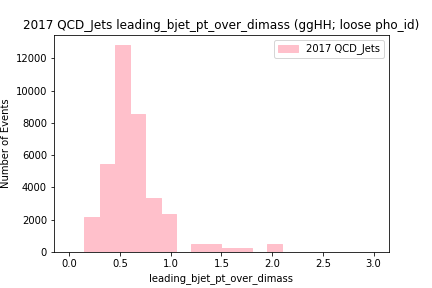 2017 QCD_Jets leading_bjet_pt_over_dimass (ggHH; loose pho_id)
2017 QCD_Jets
Number of Events
12000
10000
8000
6000
4000
2000
0
0.0 0.5 1.0 1.5 2.0 2.5 3.0
leading_bjet_pt_over_dimass